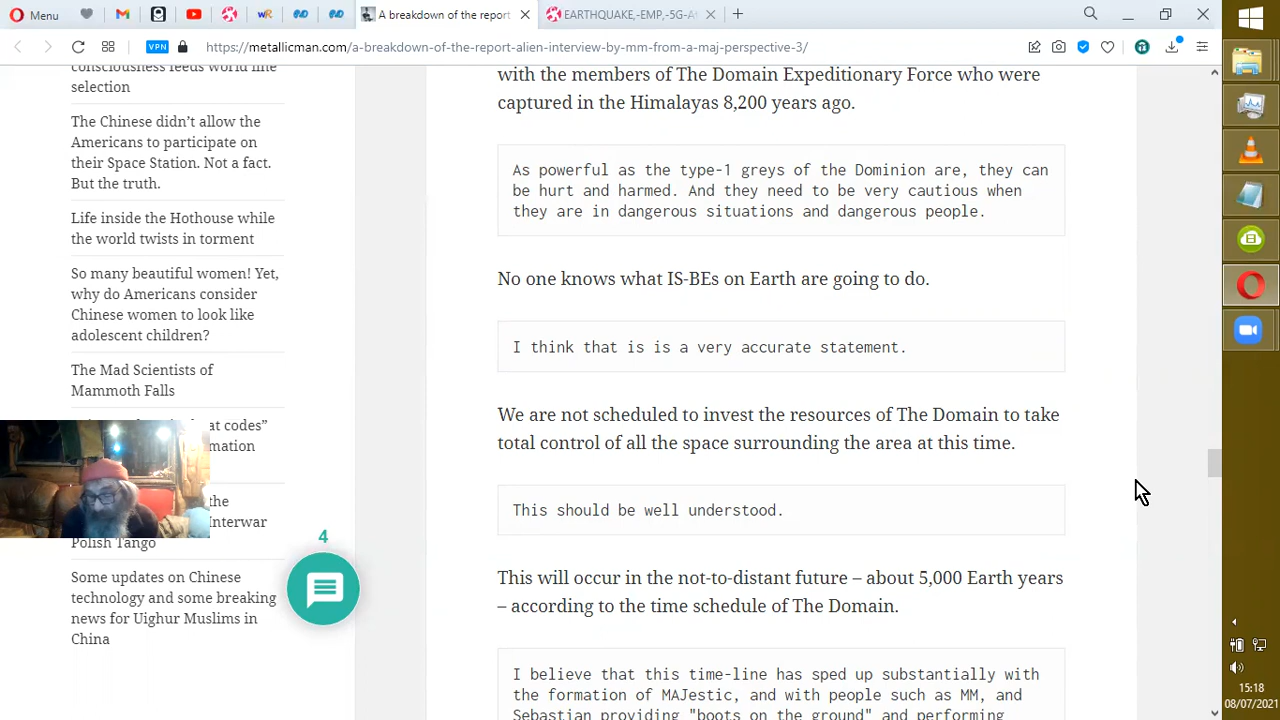 Menu
A breakdown of the report
EARTHQUAKE,-EMP,-5G-A
VPN
https://metallicman.com/a-breakdown-of-the-report-alien-interview-by-mm-from-a-maj-perspective-3/
consciousness feeds world line
selection
The Chinese didn’t allow the
Americans to participate on
their Space Station. Not a fact.
But the truth.
Life inside the Hothouse while
the world twists in torment
So many beautiful women! Yet,
why do Americans consider
Chinese women to look like
adolescent children?
The Mad Scientists of
Mammoth Falls
at codes”
mation
the
Interwar
Polish Tango
Some updates on Chinese
technology and some breaking
news for Uighur Muslims in
China
4
with the members of The Domain Expeditionary Force who were
captured in the Himalayas 8,200 years ago.
As powerful as the type-1 greys of the Dominion are, they can
be hurt and harmed. And they need to be very cautious when
they are in dangerous situations and dangerous people.
No one knows what IS-BEs on Earth are going to do.
I think that is is a very accurate statement.
We are not scheduled to invest the resources of The Domain to take
total control of all the space surrounding the area at this time.
This should be well understood.
This will occur in the not-to-distant future – about 5,000 Earth years
– according to the time schedule of The Domain.
I believe that this time-line has sped up substantially with
the formation of MAJestic, and with people such as MM, and
Sebastian providing "boots on the ground" and performing
15:18
08/07/2021